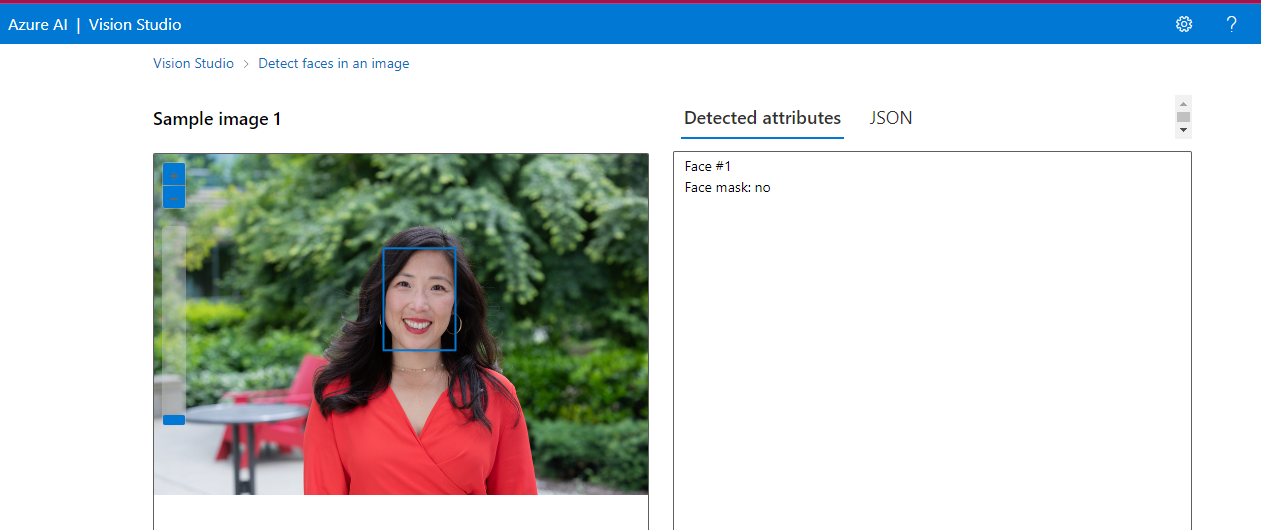 Azure AI | Vision Studio
?
Vision Studio > Detect faces in an image
Sample image 1
Detected attributes JSON
Face #1
Face mask: no
+
-